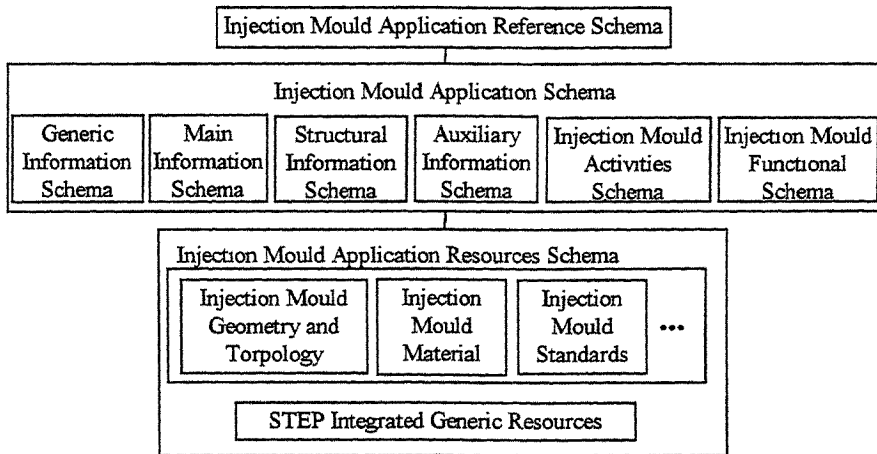 Injection Mould Application Reference Schema
Injection Mould Application Schema
Generic
Information
Schema
Main
Information
Schema
Structural
Information
Schema
Auxiliary
Information
Schema
Injection Mould
Activities
Schema
Injection Mould
Functional
Schema
Injection Mould Application Resources Schema
Injection Mould
Geometry and
Torpology
Injection
Mould
Material
Injection
Mould
Standards
•••
STEP Integrated Generic Resources